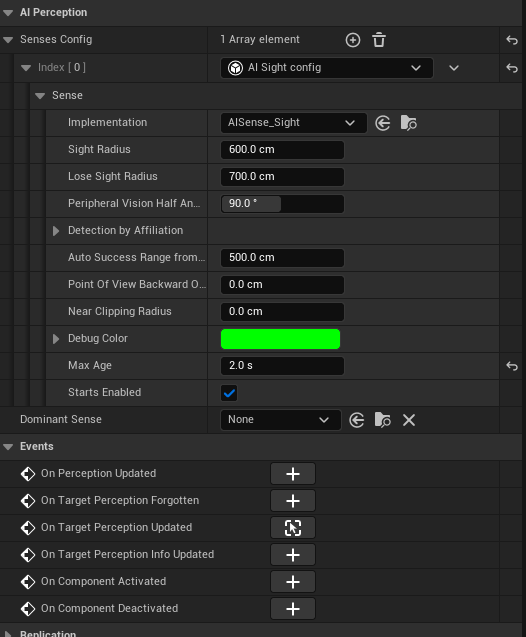 AI Perception
Senses Config 1 Array element
Index [ 0 ] AI Sight config
Sense
Implementation AISense_Sight
Sight Radius 600.0 cm
Lose Sight Radius 700.0 cm
Peripheral Vision Half An... 90.0 °
Detection by Affiliation
Auto Success Range from... 500.0 cm
Point Of View Backward O... 0.0 cm
Near Clipping Radius 0.0 cm
Debug Color
Max Age 2.0 s
Starts Enabled
Dominant Sense None
Events
On Perception Updated
On Target Perception Forgotten
On Target Perception Updated
On Target Perception Info Updated
On Component Activated
On Component Deactivated
Replication